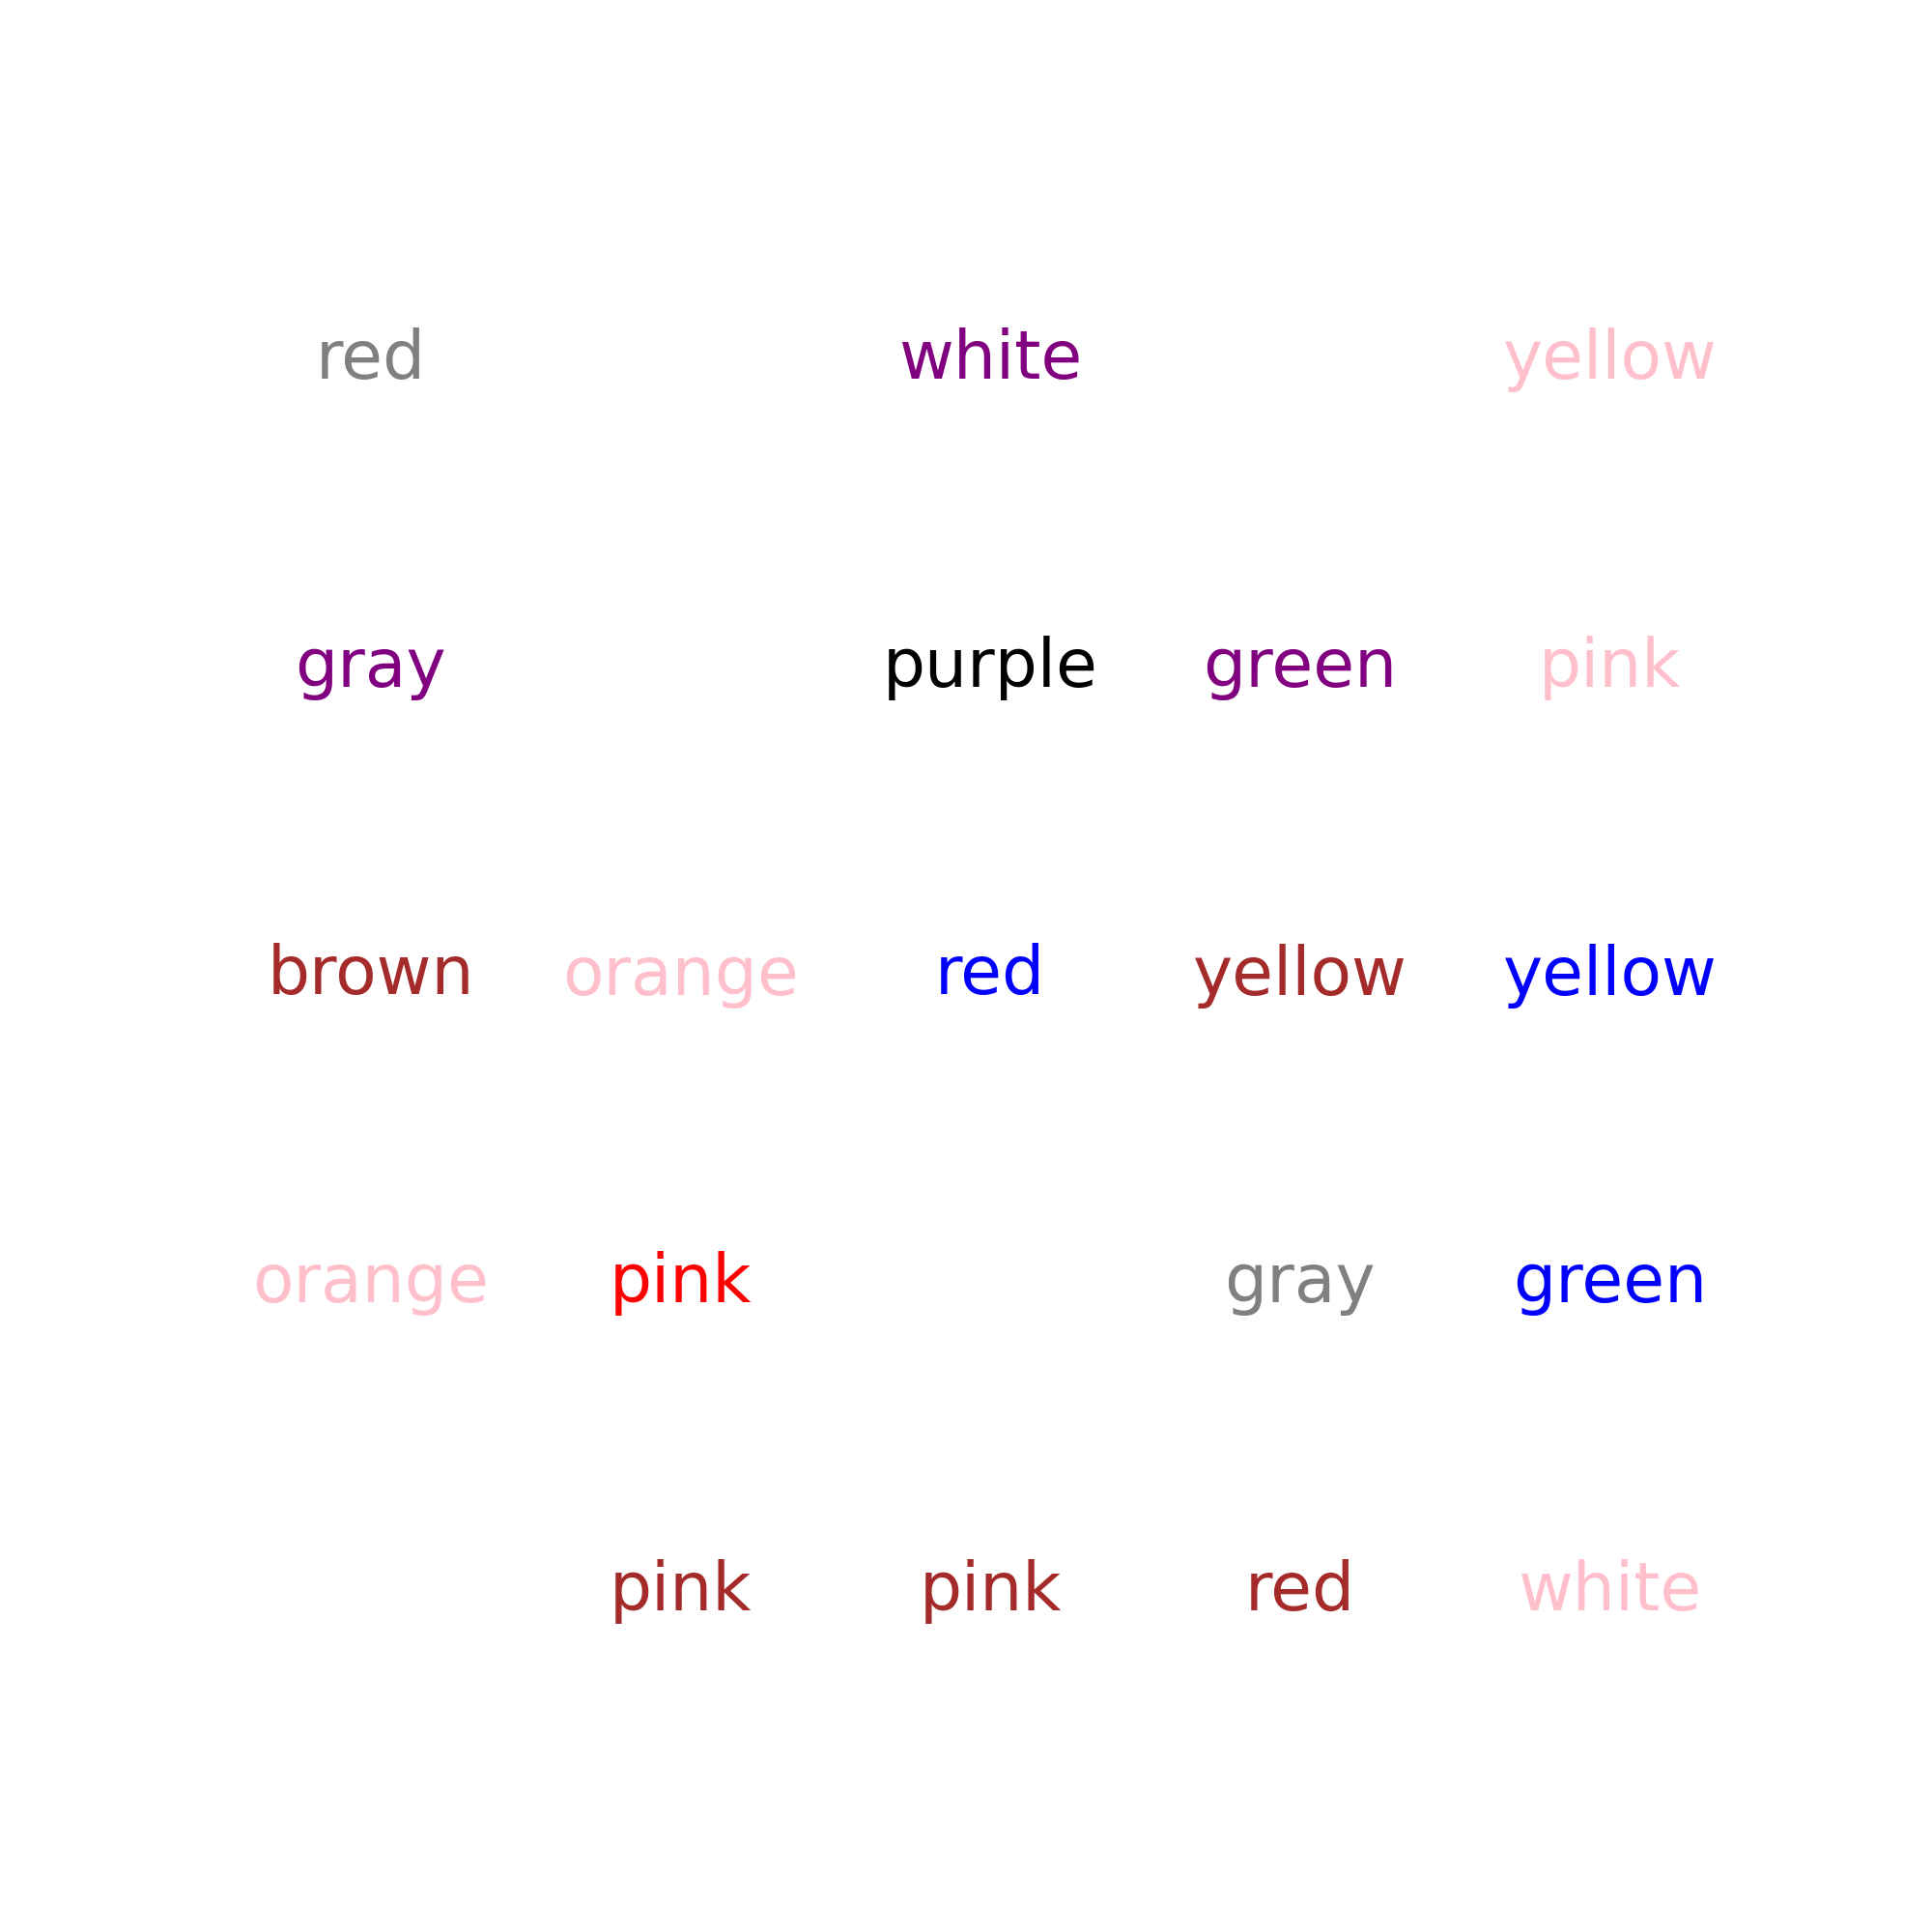 red white yellow
gray purple green pink
brown orange red yellow yellow
orange pink gray green
pink pink red white